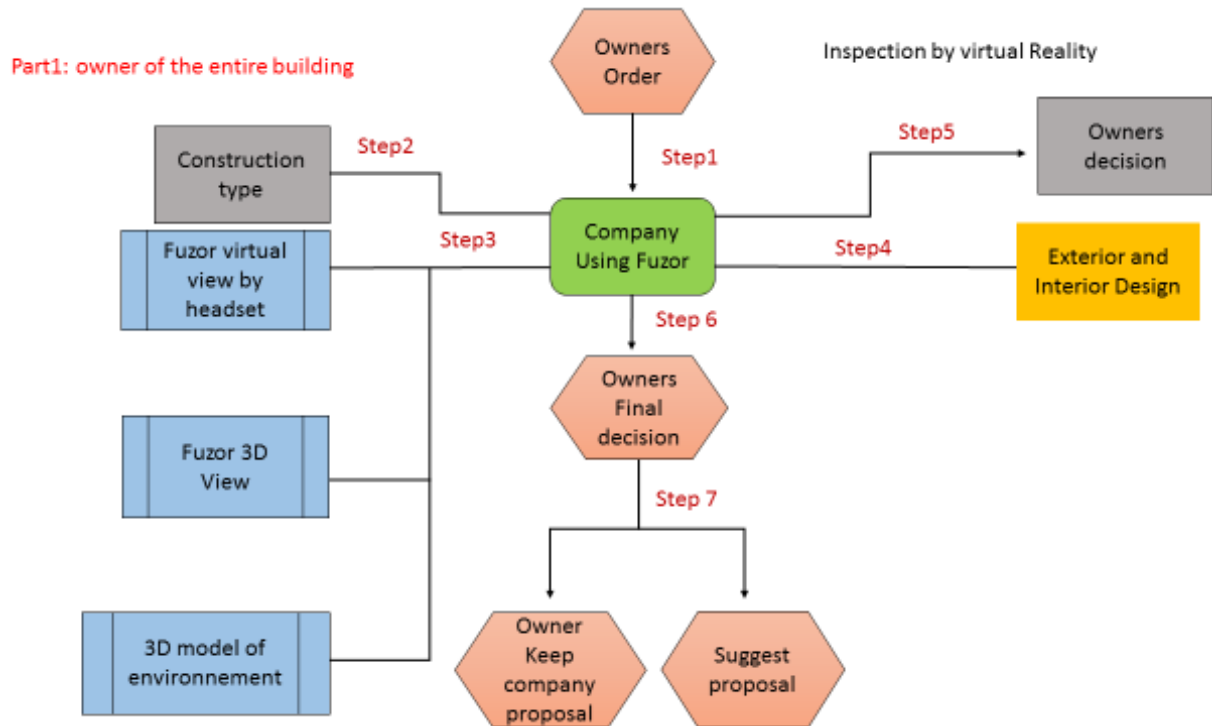 Owners
Order
Part1: owner of the entire building
Inspection by virtual Reality
Step1
Step2
Construction
type
Step5
Owners
decision
Company
Using Fuzor
Step3
Fuzor virtual
view by
headset
Step4
Exterior and
Interior Design
Step 6
Owners
Final
decision
Fuzor 3D
View
Step 7
3D model of
environnement
Owner
Keep
company
proposal
Suggest
proposal